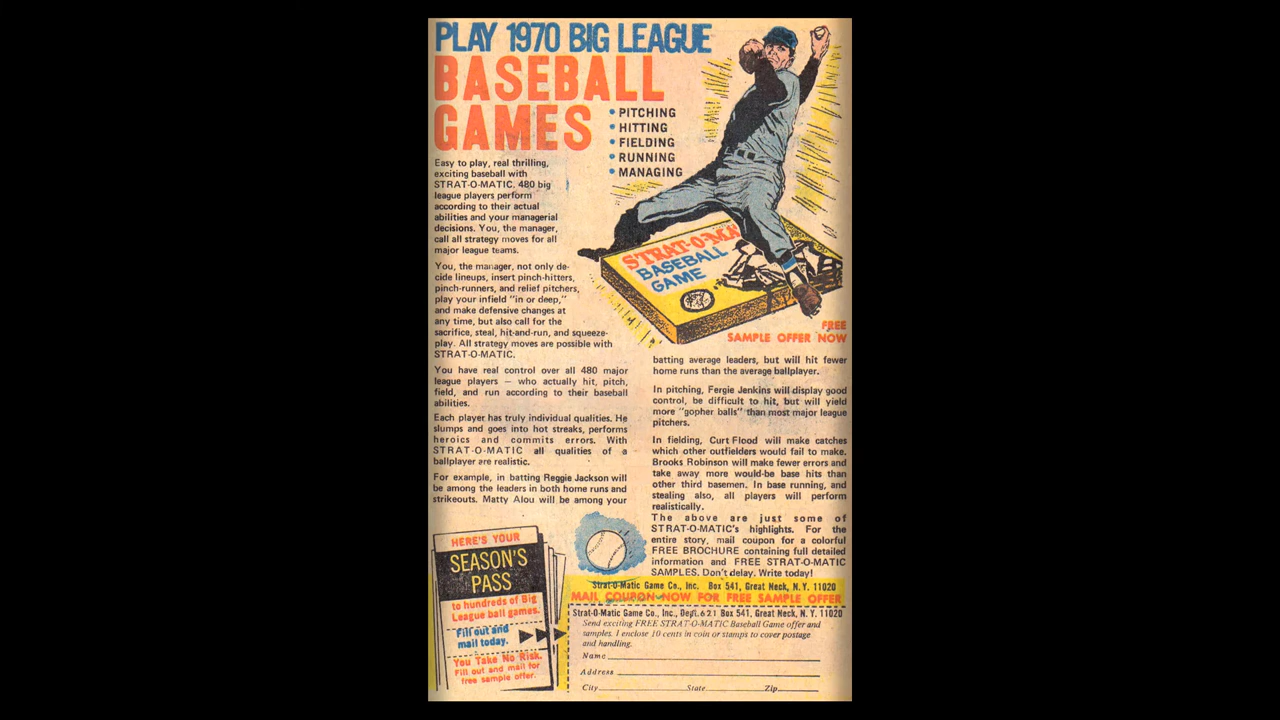 PLAY 1970 BIG LEAGUE
BASEBALL
GAMES
• PITCHING
• HITTING
• FIELDING
• RUNNING
• MANAGING
Easy to play, real thrilling,
exciting baseball with
STRAT-O-MATIC. 480 big
league players perform
according to their actual
abilities and your managerial
decisions. You, the manager,
call all strategy moves for all
major league teams.
You, the manager, not only de-
cide lineups, insert pinch-hitters,
pinch-runners, and relief pitchers,
play your infield "in or deep,"
and make defensive changes at
any time, but also call for the
sacrifice, steal, hit-and-run, and squeeze-
play. All strategy moves are possible with
STRAT-O-MATIC.
You have real control over all 480 major
league players — who actually hit, pitch,
field, and run according to their baseball
abilities.
Each player has truly individual qualities. He
slumps and goes into hot streaks, performs
heroics and commits errors. With
STRAT-O-MATIC all qualities of a
ballplayer are realistic.
For example, in batting Reggie Jackson will
be among the leaders in both home runs and
strikeouts. Matty Alou will be among your
STRAT-O-MA
BASEBALL
GAME
FREE
SAMPLE OFFER NOW
batting average leaders, but will hit fewer
home runs than the average ballplayer.
In pitching, Fergie Jenkins will display good
control, be difficult to hit, but will yield
more "gopher balls" than most major league
pitchers.
In fielding, Curt Flood will make catches
which other outfielders would fail to make.
Brooks Robinson will make fewer errors and
take away more would-be base hits than
other third basemen. In base running, and
stealing also, all players will perform
realistically.
The above are just some of
STRAT-O-MATIC's highlights. For the
entire story, mail coupon for a colorful
FREE BROCHURE containing full detailed
information and FREE STRAT-O-MATIC
SAMPLES. Don't delay. Write today!
Strat-O-Matic Game Co., Inc. Box 541, Great Neck, N. Y. 11020
MAIL COUPON NOW FOR FREE SAMPLE OFFER
HERE'S YOUR
SEASON'S
PASS
to hundreds of Big
League ball games.
Fill out and
mail today.
You Take No Risk.
Fill out and mail for
free sample offer.
Strat-O-Matic Game Co., Inc., Dept. 621 Box 541, Great Neck, N. Y. 11020
Send exciting FREE STRAT-O-MATIC Baseball Game offer and
samples. I enclose 10 cents in coin or stamps to cover postage
and handling.
Name
Address
City State Zip